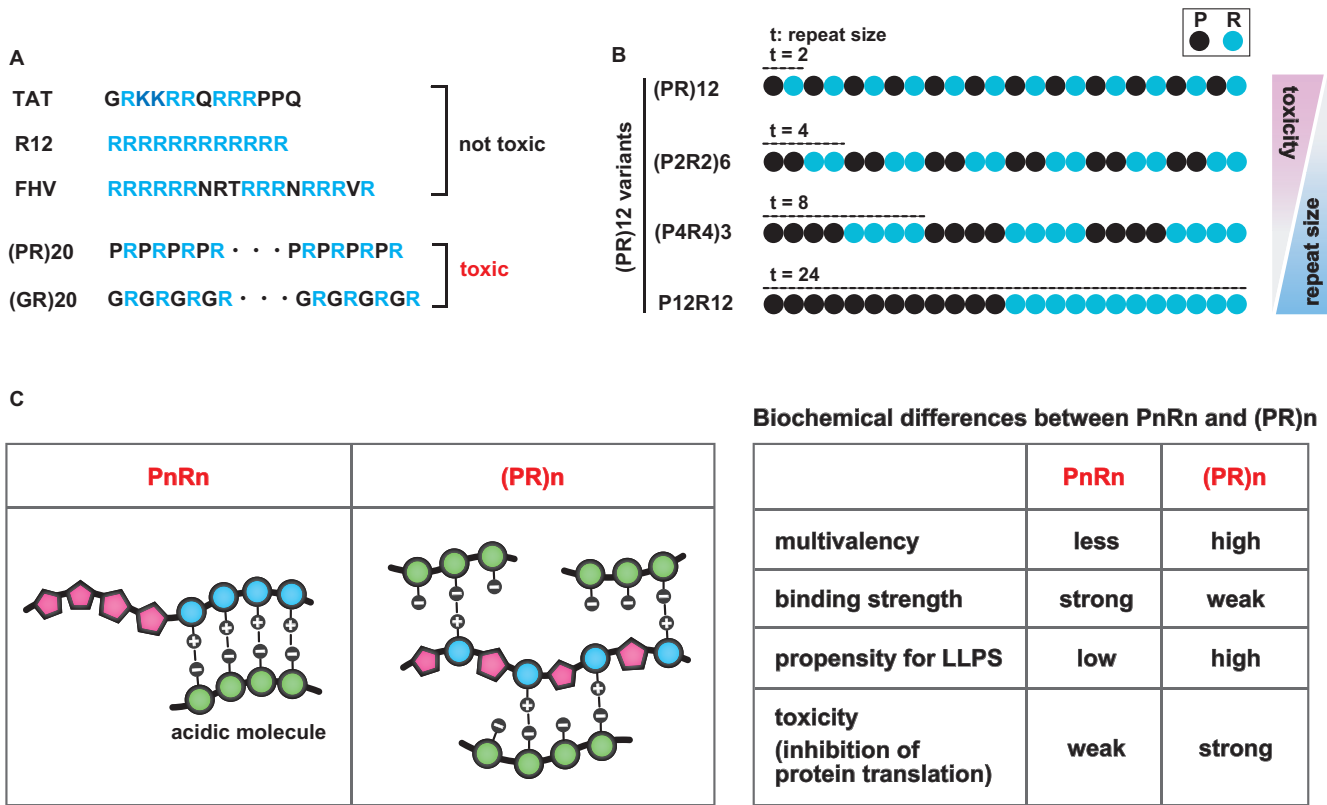 A
TAT GRKKRRQRRRPPQ
R12 RRRRRRRRRRRR
not toxic
FHV RRRRRRNRTRRRNRRRVR
(PR)20 PRPRPRPR · · · PRPRPRPR
toxic
(GR)20 GRGRGRGR · · · GRGRGRGR
B
t: repeat size
P R
(PR)12 variants
t = 2
(PR)12
t = 4
(P2R2)6
t = 8
(P4R4)3
t = 24
P12R12
toxicity
repeat size
C
PnRn (PR)n
+ + + +
− − − −
acidic molecule
− − − − − −
+ +
+ +
− − − −
Biochemical differences between PnRn and (PR)n
PnRn (PR)n
multivalency less high
binding strength strong weak
propensity for LLPS low high
toxicity
(inhibition of
protein translation) weak strong